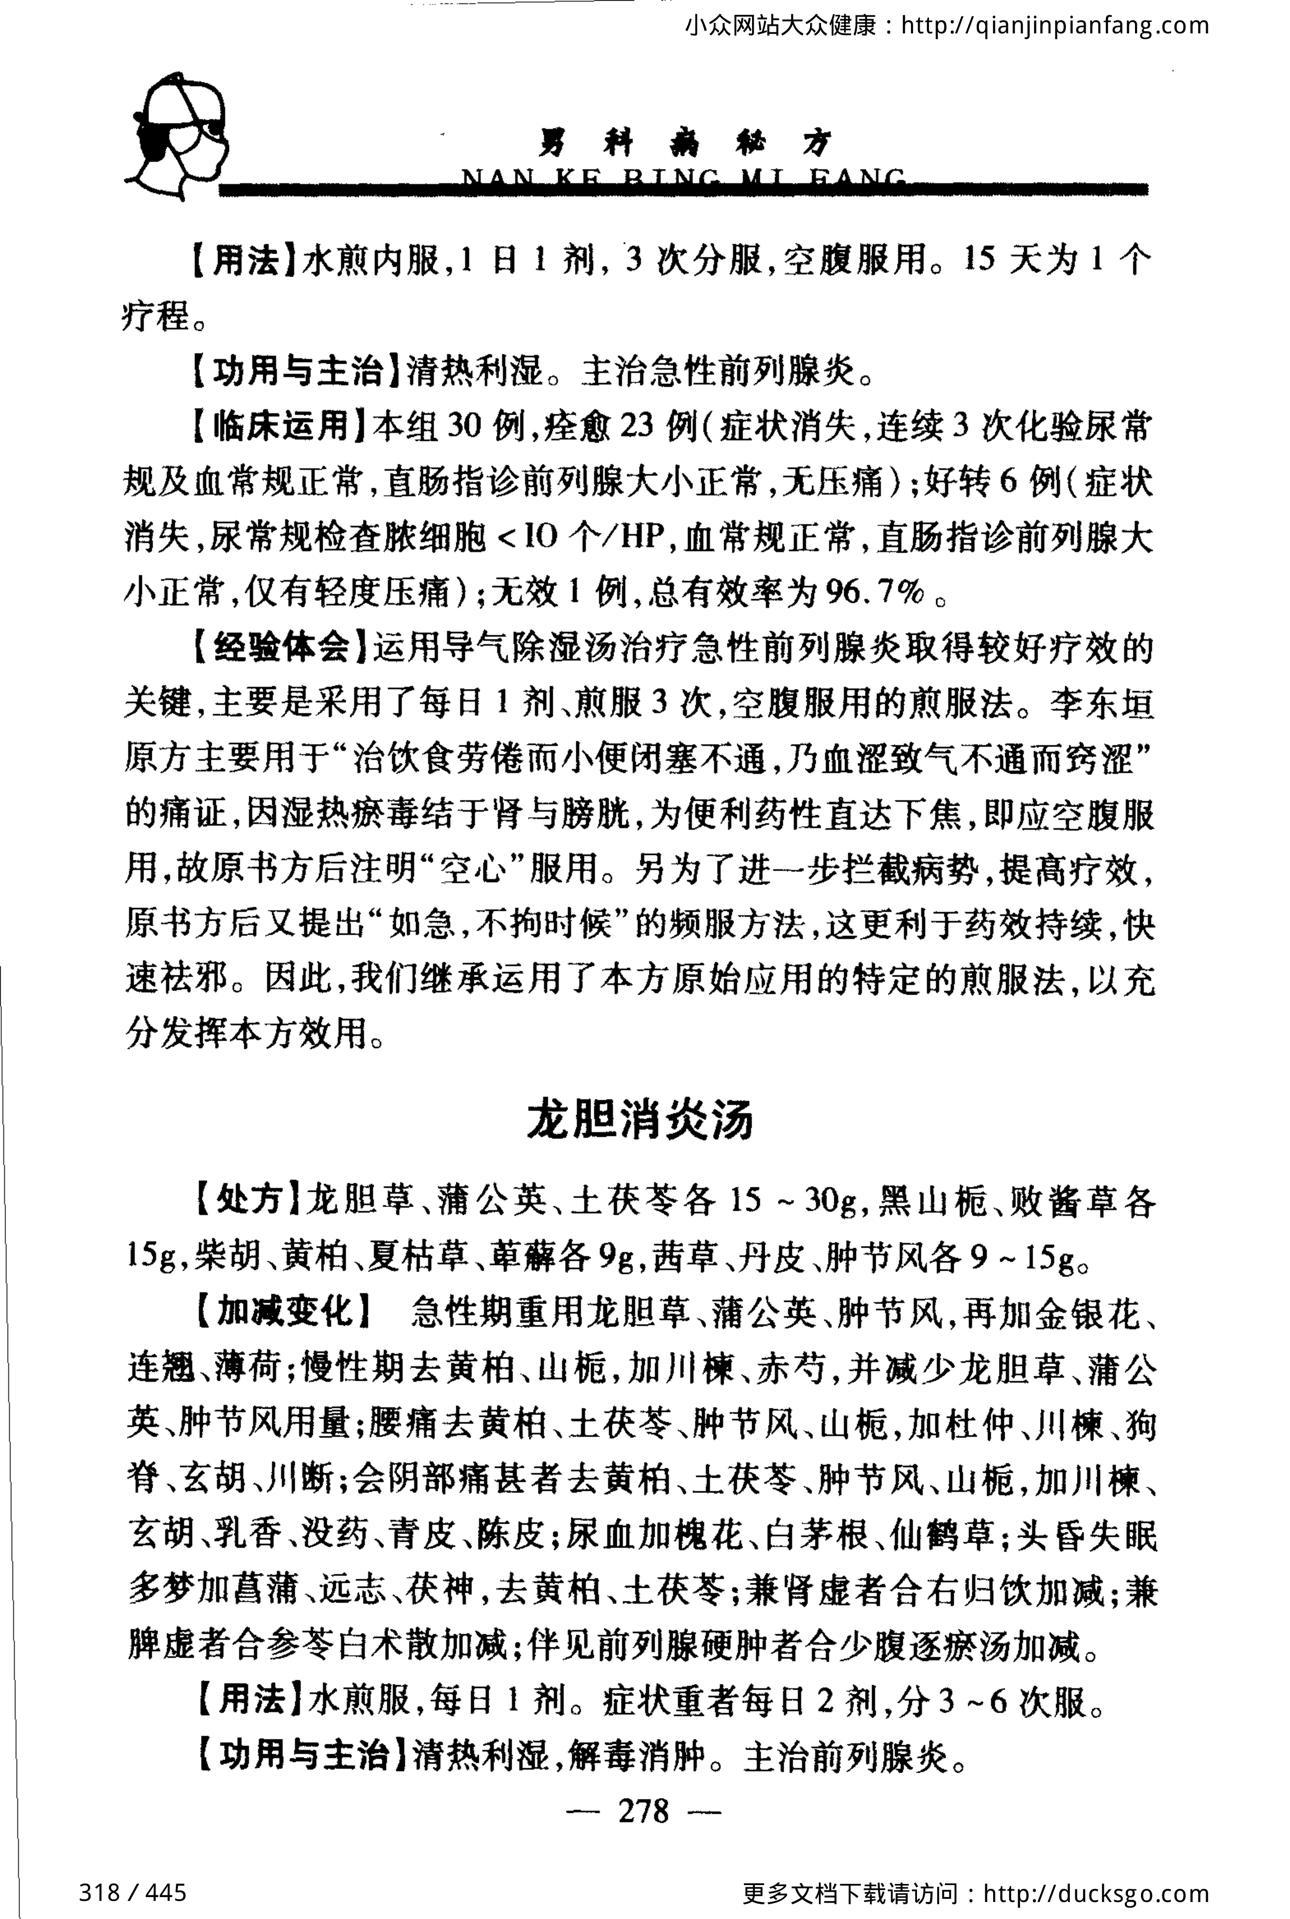 小众网站大众健康：http://qianjinpianfang.com
男科病秘方
NAN KE BING MI FANG
【用法】水煎内服,1 日 1 剂, 3 次分服,空腹服用。15 天为 1 个
疗程。
【功用与主治】清热利湿。主治急性前列腺炎。
【临床运用】本组 30 例,痊愈 23 例(症状消失,连续 3 次化验尿常
规及血常规正常,直肠指诊前列腺大小正常,无压痛);好转 6 例(症状
消失,尿常规检查脓细胞<10 个/HP,血常规正常,直肠指诊前列腺大
小正常,仅有轻度压痛);无效 1 例,总有效率为 96.7%。
【经验体会】运用导气除湿汤治疗急性前列腺炎取得较好疗效的
关键,主要是采用了每日 1 剂、煎服 3 次,空腹服用的煎服法。李东垣
原方主要用于“治饮食劳倦而小便闭塞不通,乃血涩致气不通而窍涩”
的痛证,因湿热瘀毒结于肾与膀胱,为便利药性直达下焦,即应空腹服
用,故原书方后注明“空心”服用。另为了进一步拦截病势,提高疗效,
原书方后又提出“如急,不拘时候”的频服方法,这更利于药效持续,快
速祛邪。因此,我们继承运用了本方原始应用的特定的煎服法,以充
分发挥本方效用。
龙胆消炎汤
【处方】龙胆草、蒲公英、土茯苓各 15 ~ 30g,黑山栀、败酱草各
15g,柴胡、黄柏、夏枯草、萆薢各 9g,茜草、丹皮、肿节风各 9 ~ 15g。
【加减变化】 急性期重用龙胆草、蒲公英、肿节风,再加金银花、
连翘、薄荷;慢性期去黄柏、山栀,加川楝、赤芍,并减少龙胆草、蒲公
英、肿节风用量;腰痛去黄柏、土茯苓、肿节风、山栀,加杜仲、川楝、狗
脊、玄胡、川断;会阴部痛甚者去黄柏、土茯苓、肿节风、山栀,加川楝、
玄胡、乳香、没药、青皮、陈皮;尿血加槐花、白茅根、仙鹤草;头昏失眠
多梦加菖蒲、远志、茯神,去黄柏、土茯苓;兼肾虚者合右归饮加减;兼
脾虚者合参苓白术散加减;伴见前列腺硬肿者合少腹逐瘀汤加减。
【用法】水煎服,每日 1 剂。症状重者每日 2 剂,分 3 ~ 6 次服。
【功用与主治】清热利湿,解毒消肿。主治前列腺炎。
— 278 —
318 / 445
更多文档下载请访问：http://ducksgo.com